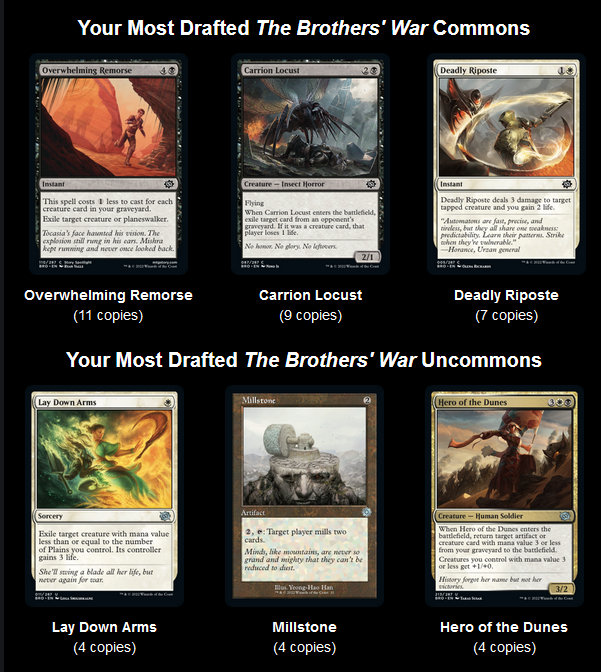 Your Most Drafted The Brothers' War Commons
Overwhelming Remorse 4
Instant
This spell costs 1 less to cast for each
creature card in your graveyard.
Exile target creature or planeswalker.
Tocasia's face haunted his vision. The
explosion still rung in his ears. Mishra
kept running and never once looked back.
Carrion Locust 2
Creature — Insect Horror
Flying
When Carrion Locust enters the battlefield,
exile target card from an opponent's
graveyard. If it was a creature card, that
player loses 1 life.
No honor. No glory. No leftovers.
2/1
Deadly Riposte 1
Instant
Deadly Riposte deals 3 damage to target
tapped creature and you gain 2 life.
"Automatons are fast, precise, and
tireless, but they all share one weakness:
predictability. Learn their patterns. Strike
when they're vulnerable."
—Horance, Urzan general
Overwhelming Remorse
(11 copies)
Carrion Locust
(9 copies)
Deadly Riposte
(7 copies)
Your Most Drafted The Brothers' War Uncommons
Lay Down Arms
Sorcery
Exile target creature with mana value
less than or equal to the number
of Plains you control. Its controller
gains 3 life.
She'll swing a blade all her life, but
never again for war.
Millstone 2
Artifact
2, T: Target player mills two
cards.
Minds, like mountains, are never so
grand and mighty that they can't be
reduced to dust.
Illus. Yeong-Hao Han
Hero of the Dunes 3
Creature — Human Soldier
When Hero of the Dunes enters the
battlefield, return target artifact or
creature card with mana value 3 or less
from your graveyard to the battlefield.
Creatures you control with mana value 3
or less get +1/+0.
History forgot her name but not her
victories.
3/2
Lay Down Arms
(4 copies)
Millstone
(4 copies)
Hero of the Dunes
(4 copies)